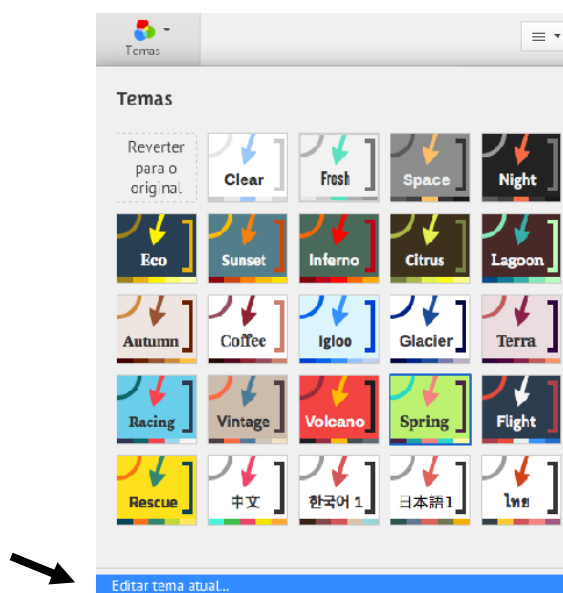 Temas
Temas
Reverter
para o
original
Clear
Fresh
Space
Night
Eco
Sunset
Inferno
Citrus
Lagoon
Autumn
Coffee
Igloo
Glacier
Terra
Racing
Vintage
Volcano
Spring
Flight
Rescue
中文
한국어 1
日本語1
ไทย
Editar tema atual...